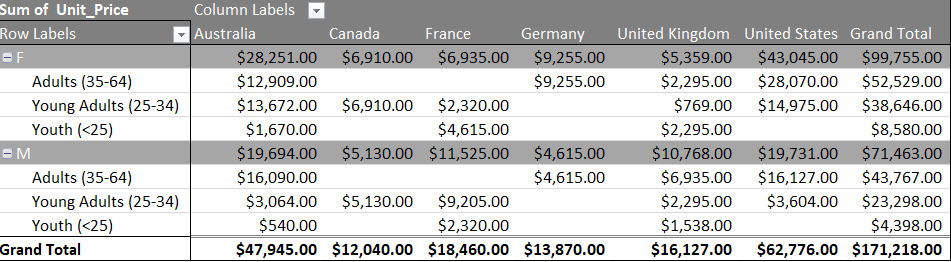 Sum of Unit_Price Column Labels
Row Labels Australia Canada France Germany United Kingdom United States Grand Total
F $28,251.00 $6,910.00 $6,935.00 $9,255.00 $5,359.00 $43,045.00 $99,755.00
Adults (35-64) $12,909.00 $9,255.00 $2,295.00 $28,070.00 $52,529.00
Young Adults (25-34) $13,672.00 $6,910.00 $2,320.00 $769.00 $14,975.00 $38,646.00
Youth (<25) $1,670.00 $4,615.00 $2,295.00 $8,580.00
M $19,694.00 $5,130.00 $11,525.00 $4,615.00 $10,768.00 $19,731.00 $71,463.00
Adults (35-64) $16,090.00 $4,615.00 $6,935.00 $16,127.00 $43,767.00
Young Adults (25-34) $3,064.00 $5,130.00 $9,205.00 $2,295.00 $3,604.00 $23,298.00
Youth (<25) $540.00 $2,320.00 $1,538.00 $4,398.00
Grand Total $47,945.00 $12,040.00 $18,460.00 $13,870.00 $16,127.00 $62,776.00 $171,218.00